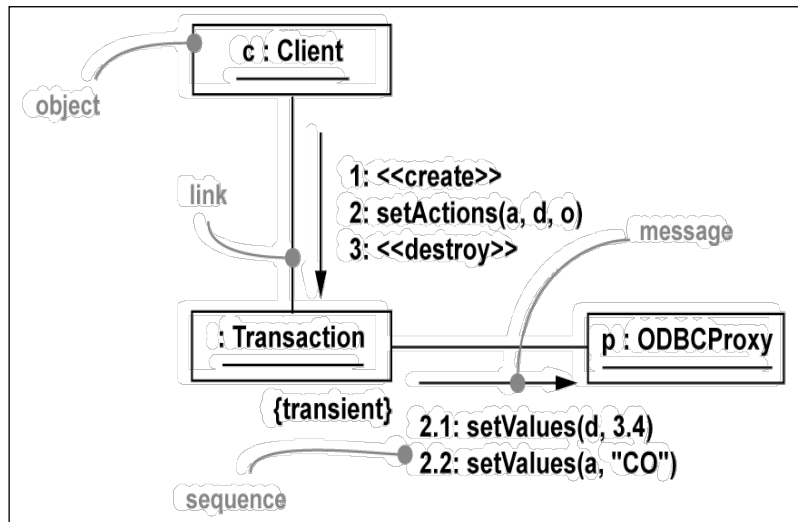 c : Client
object
1: <<create>>
link
2: setActions(a, d, o)
message
3: <<destroy>>
: Transaction
p : ODBCProxy
{transient}
2.1: setValues(d, 3.4)
2.2: setValues(a, "CO")
sequence